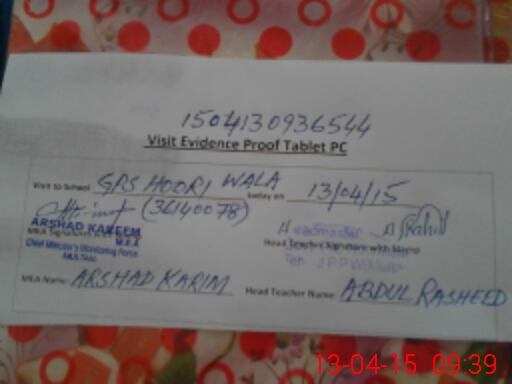 1504130936544
Visit Evidence Proof Tablet PC
Visit to School GPS HOORI WALA today on 13/04/15
(36140078)
ARSHAD KAREEM
M.E.A
MEA Signature
Chief Minister's Monitoring Force
MULTAN
Headmaster
Head Teacher Signature with Stamp
MEA Name: ARSHAD KARIM Head Teacher Name: ABDUL RASHEED
13-04-15 09:39